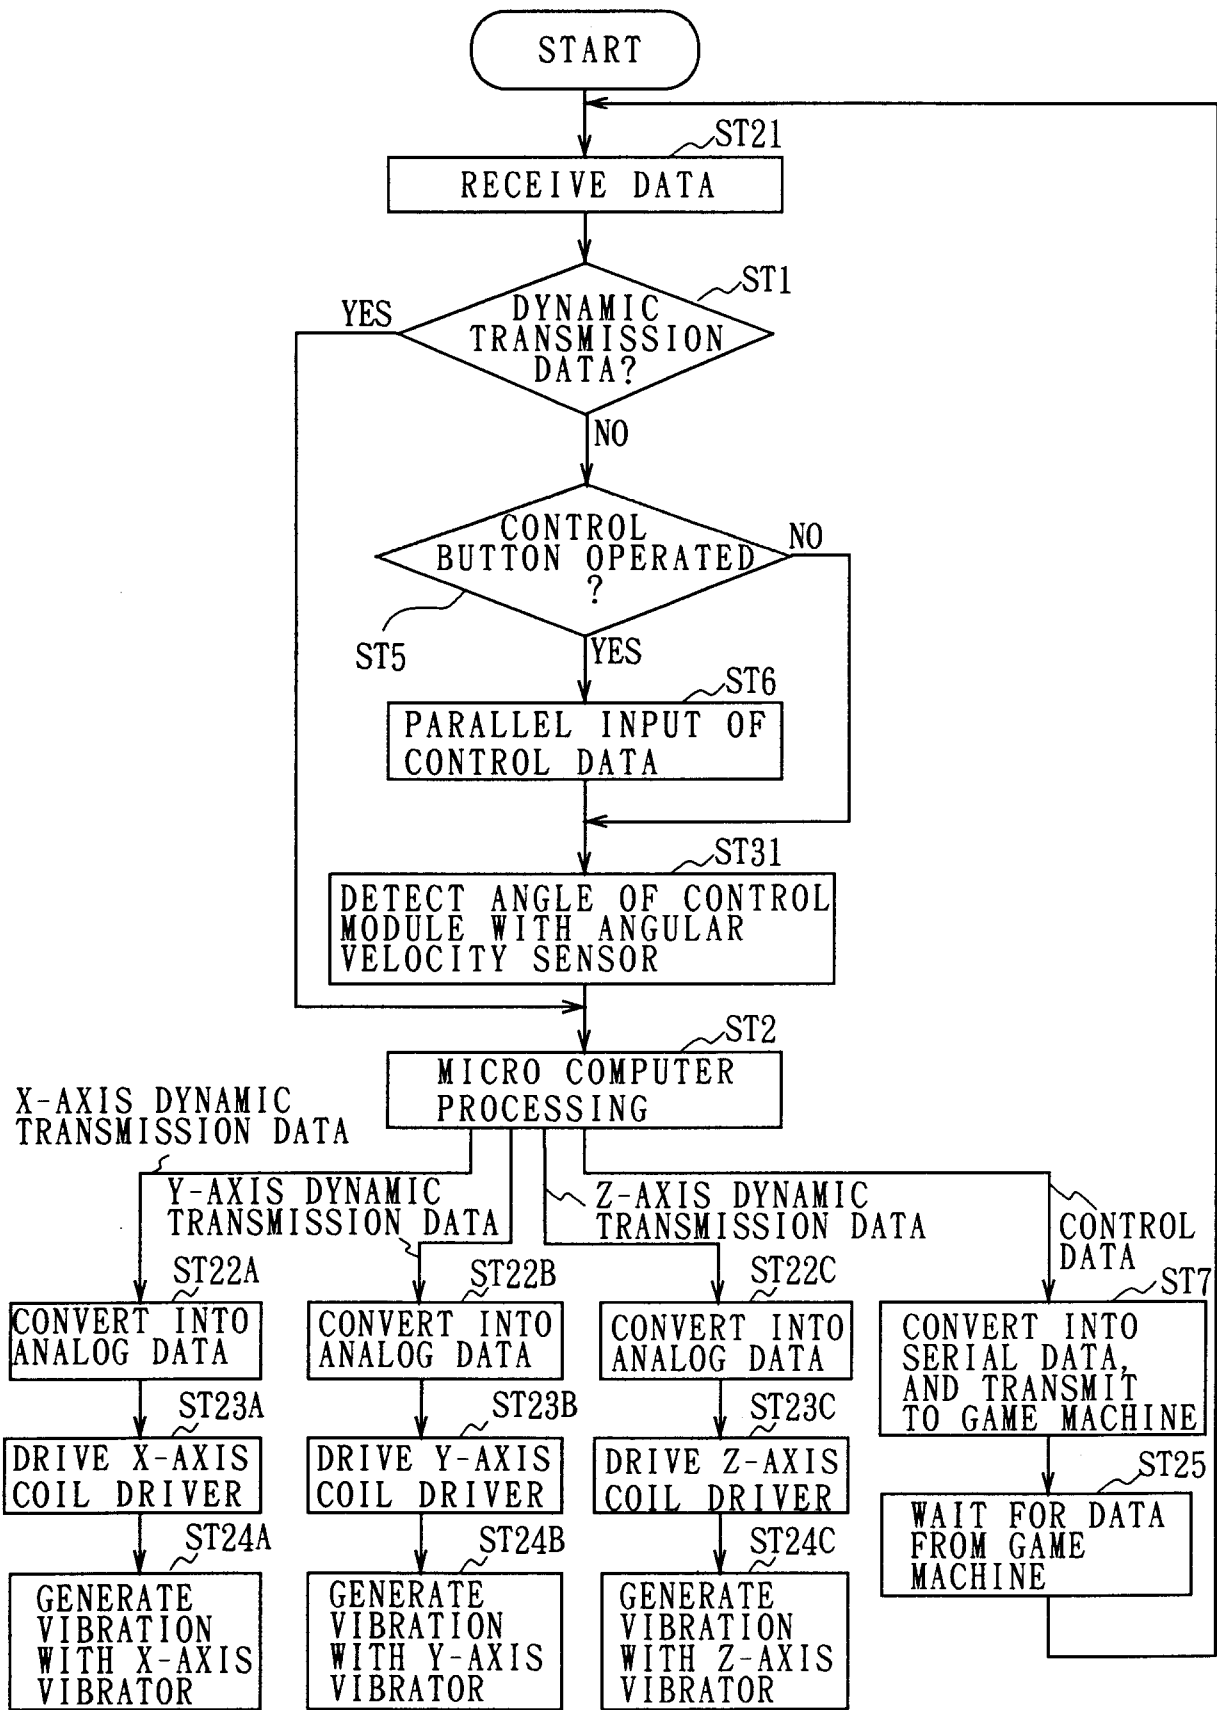 START
ST21
RECEIVE DATA
ST1
YES
DYNAMIC
TRANSMISSION
DATA?
NO
CONTROL
BUTTON OPERATED
?
NO
ST5
YES
ST6
PARALLEL INPUT OF
CONTROL DATA
ST31
DETECT ANGLE OF CONTROL
MODULE WITH ANGULAR
VELOCITY SENSOR
ST2
MICRO COMPUTER
PROCESSING
X-AXIS DYNAMIC
TRANSMISSION DATA
Y-AXIS DYNAMIC
TRANSMISSION DATA
Z-AXIS DYNAMIC
TRANSMISSION DATA
CONTROL
DATA
ST22A
CONVERT INTO
ANALOG DATA
ST23A
DRIVE X-AXIS
COIL DRIVER
ST24A
GENERATE
VIBRATION
WITH X-AXIS
VIBRATOR
ST22B
CONVERT INTO
ANALOG DATA
ST23B
DRIVE Y-AXIS
COIL DRIVER
ST24B
GENERATE
VIBRATION
WITH Y-AXIS
VIBRATOR
ST22C
CONVERT INTO
ANALOG DATA
ST23C
DRIVE Z-AXIS
COIL DRIVER
ST24C
GENERATE
VIBRATION
WITH Z-AXIS
VIBRATOR
ST7
CONVERT INTO
SERIAL DATA,
AND TRANSMIT
TO GAME MACHINE
ST25
WAIT FOR DATA
FROM GAME
MACHINE